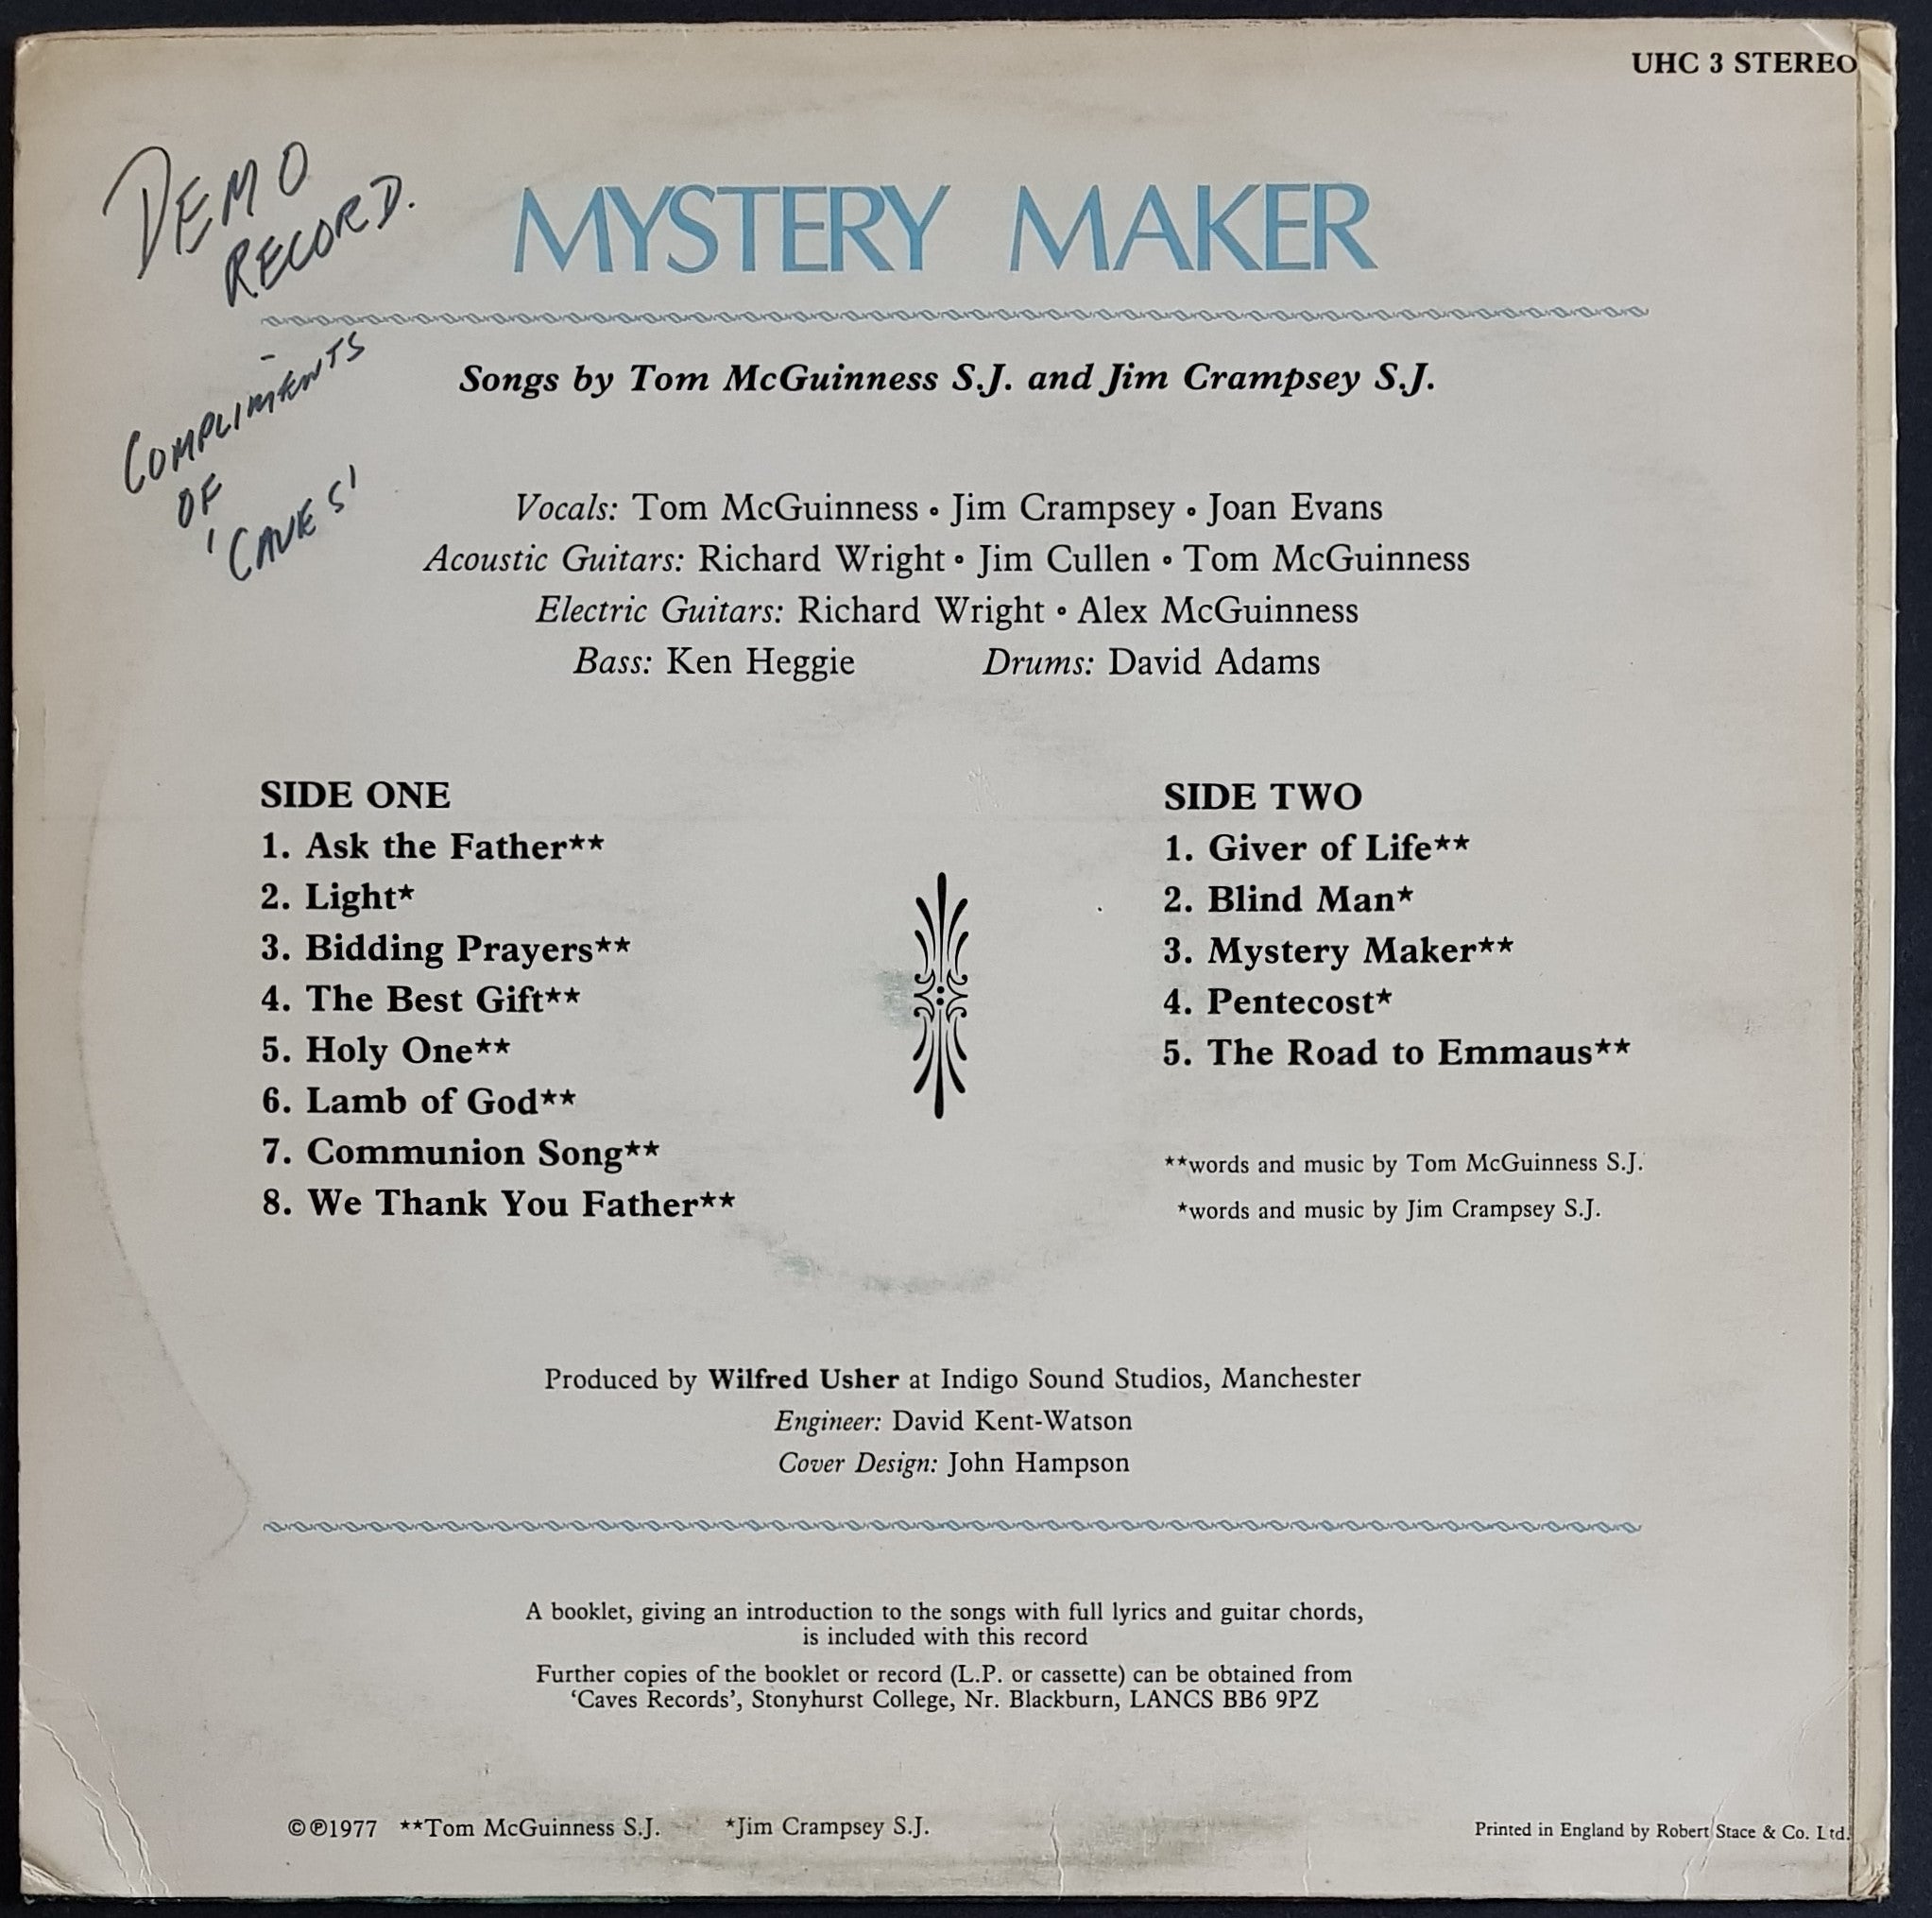 UHC 3 STEREO
DEMO
RECORD.
-
COMPLIMENTS
OF
'CAVES'
MYSTERY MAKER
Songs by Tom McGuinness S.J. and Jim Crampsey S.J.
Vocals: Tom McGuinness • Jim Crampsey • Joan Evans
Acoustic Guitars: Richard Wright • Jim Cullen • Tom McGuinness
Electric Guitars: Richard Wright • Alex McGuinness
Bass: Ken Heggie Drums: David Adams
SIDE ONE
1. Ask the Father**
2. Light*
3. Bidding Prayers**
4. The Best Gift**
5. Holy One**
6. Lamb of God**
7. Communion Song**
8. We Thank You Father**
SIDE TWO
1. Giver of Life**
2. Blind Man*
3. Mystery Maker**
4. Pentecost*
5. The Road to Emmaus**
**words and music by Tom McGuinness S.J.
*words and music by Jim Crampsey S.J.
Produced by Wilfred Usher at Indigo Sound Studios, Manchester
Engineer: David Kent-Watson
Cover Design: John Hampson
A booklet, giving an introduction to the songs with full lyrics and guitar chords,
is included with this record
Further copies of the booklet or record (L.P. or cassette) can be obtained from
'Caves Records', Stonyhurst College, Nr. Blackburn, LANCS BB6 9PZ
©℗1977 **Tom McGuinness S.J. *Jim Crampsey S.J.
Printed in England by Robert Stace & Co. Ltd.